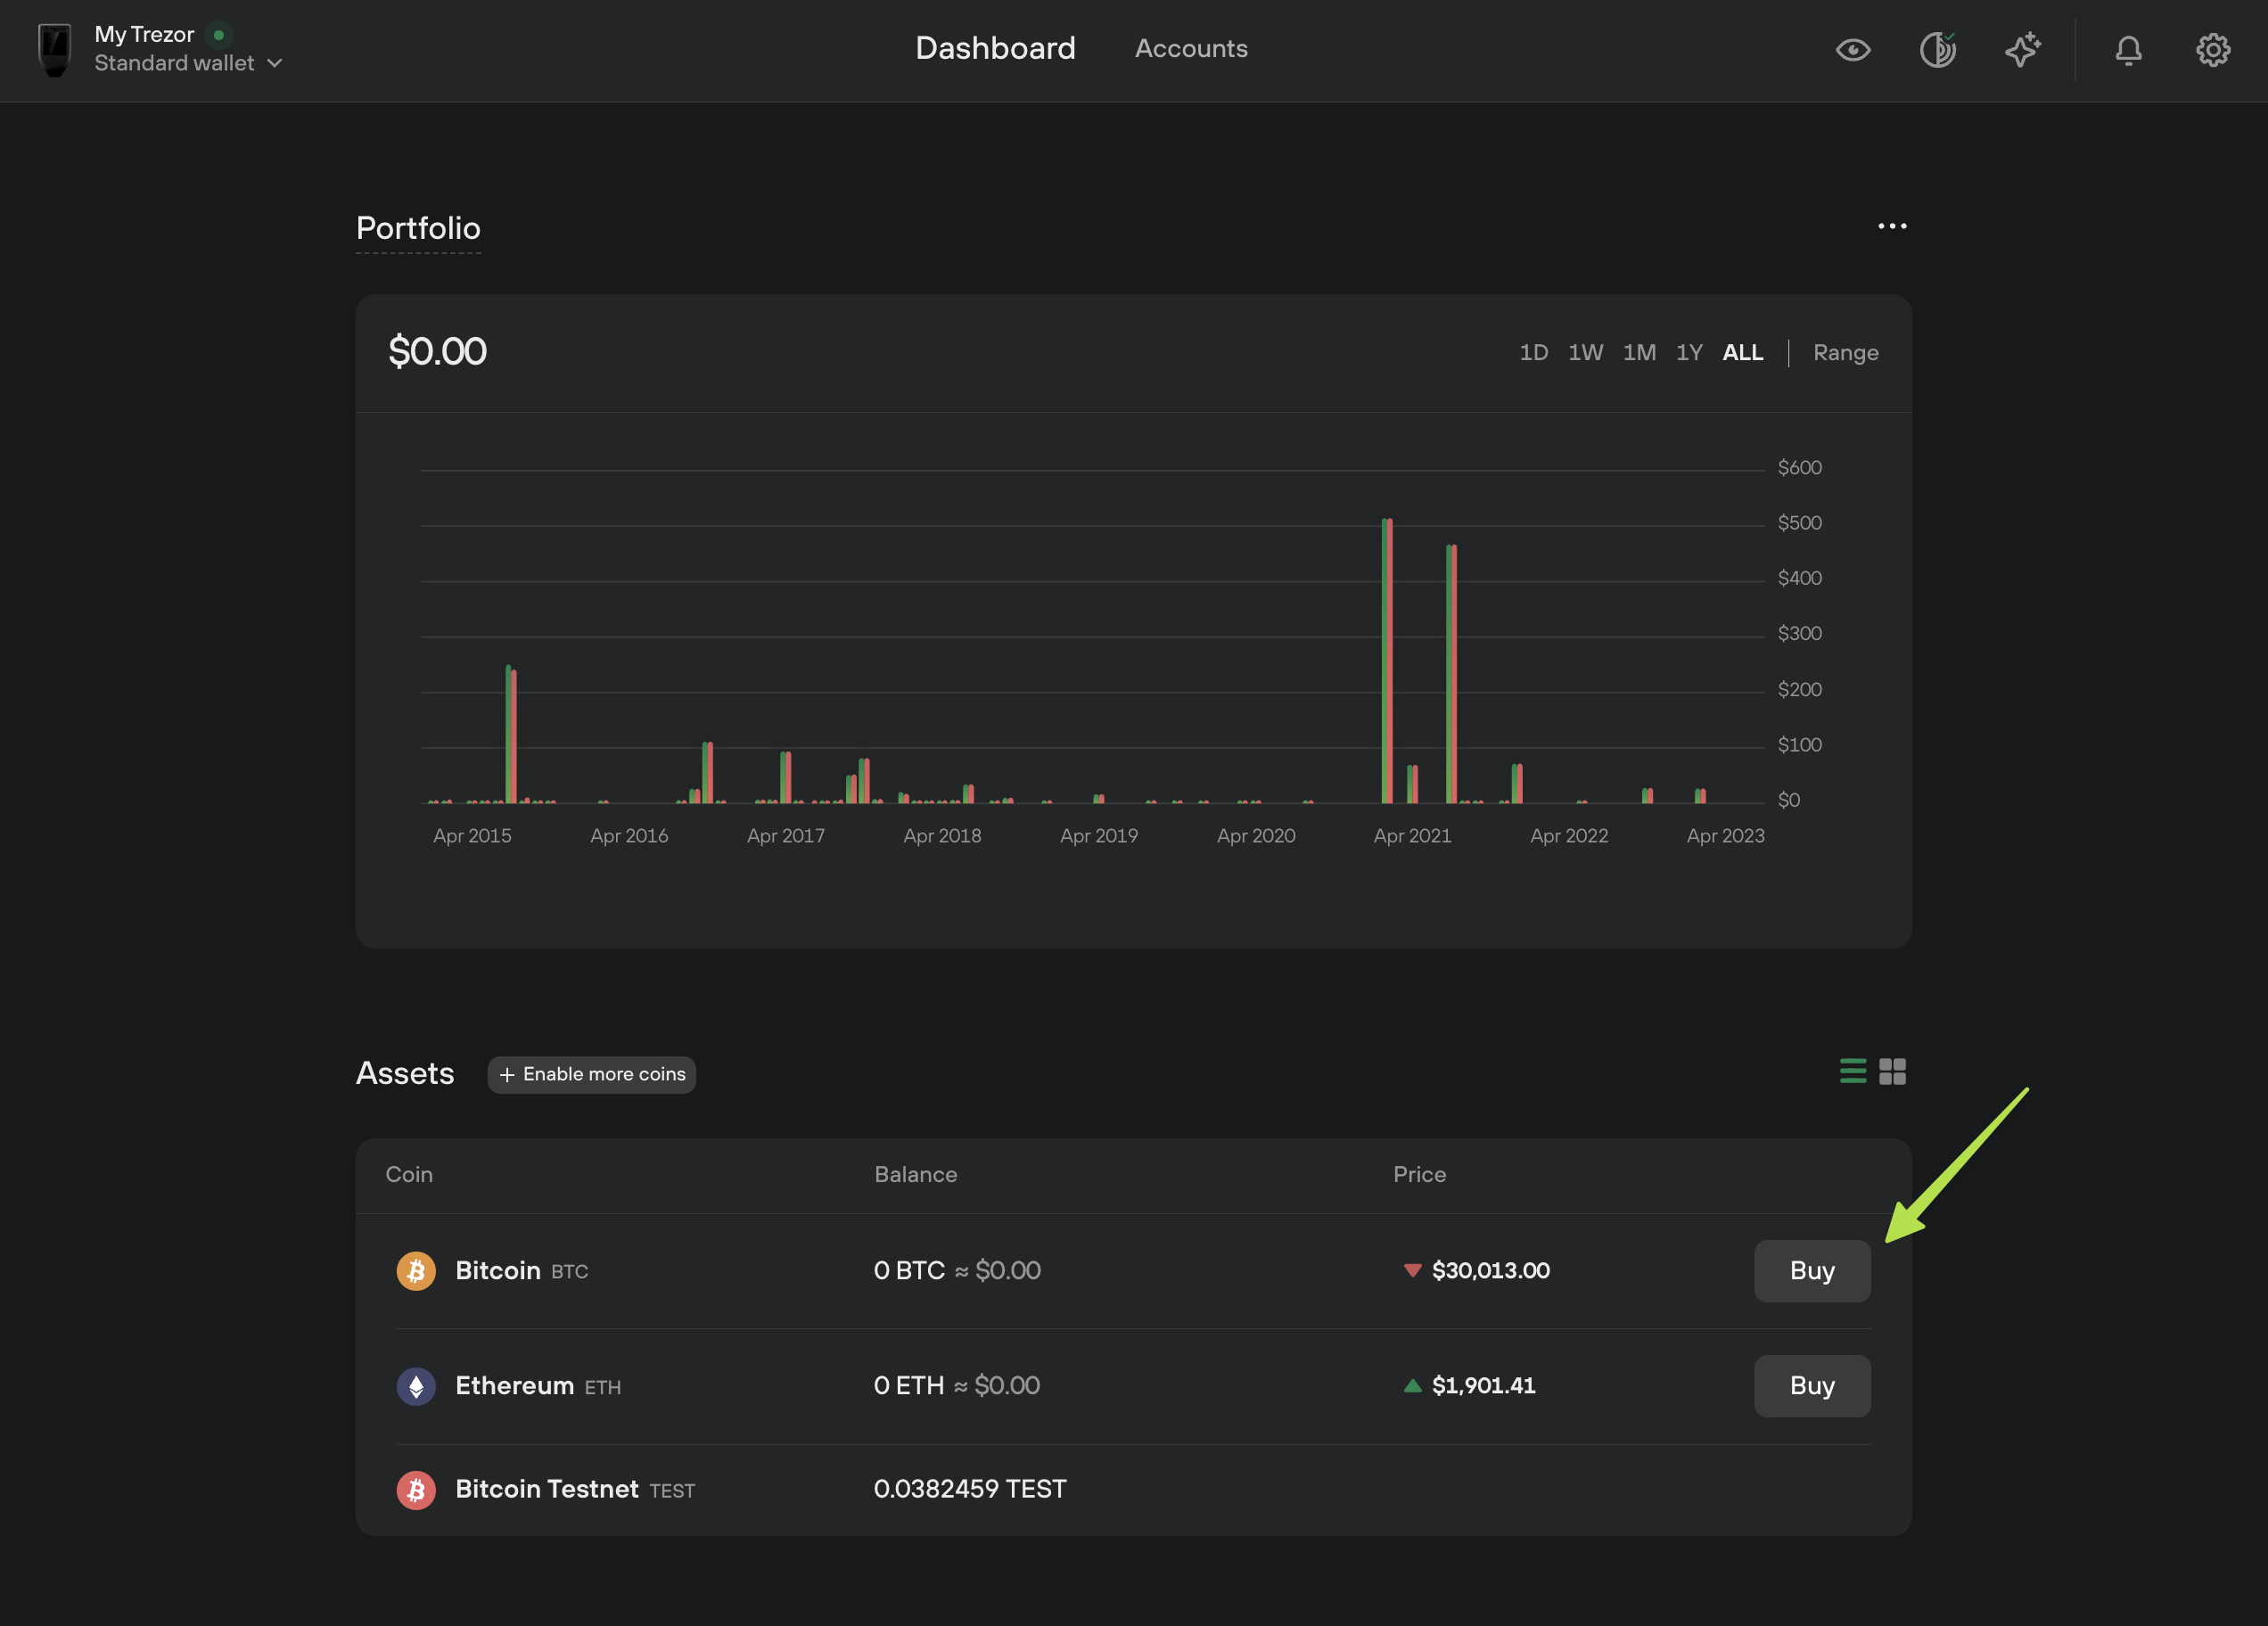 My Trezor
Standard wallet
Dashboard Accounts
Portfolio
$0.00
1D 1W 1M 1Y ALL | Range
$600
$500
$400
$300
$200
$100
$0
Apr 2015 Apr 2016 Apr 2017 Apr 2018 Apr 2019 Apr 2020 Apr 2021 Apr 2022 Apr 2023
Assets + Enable more coins
Coin Balance Price
Bitcoin BTC 0 BTC ≈ $0.00 $30,013.00 Buy
Ethereum ETH 0 ETH ≈ $0.00 $1,901.41 Buy
Bitcoin Testnet TEST 0.0382459 TEST